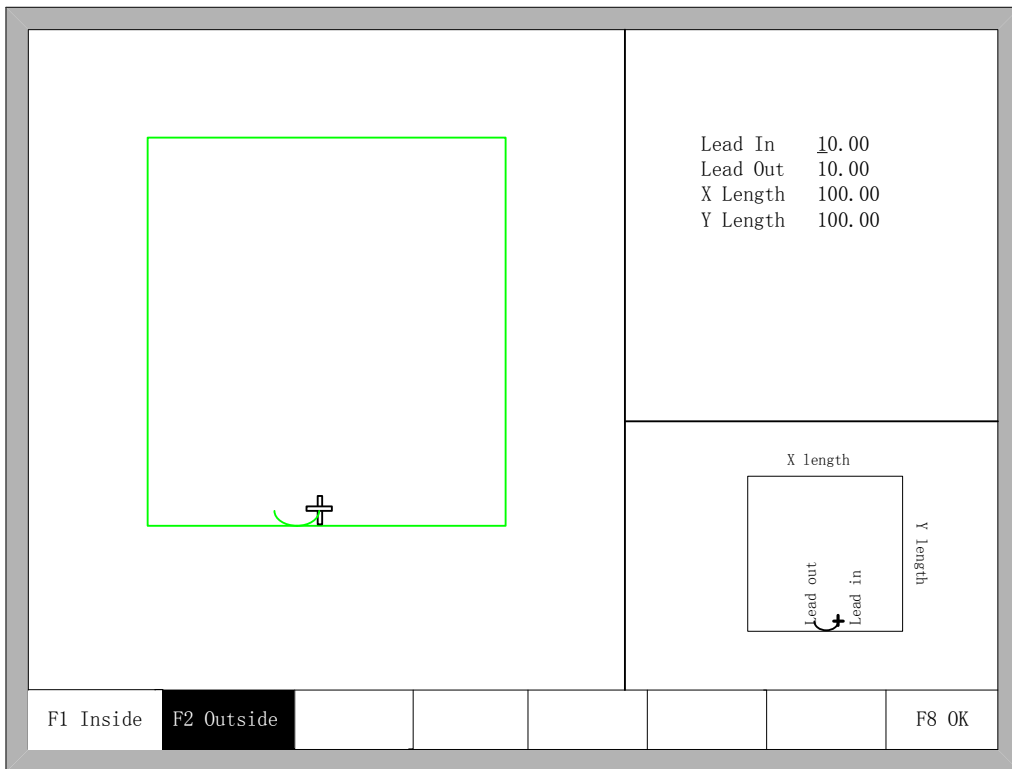 Lead In 10.00
Lead Out 10.00
X Length 100.00
Y Length 100.00
X length
Y length
Lead out
Lead in
F1 Inside
F2 Outside
F8 OK